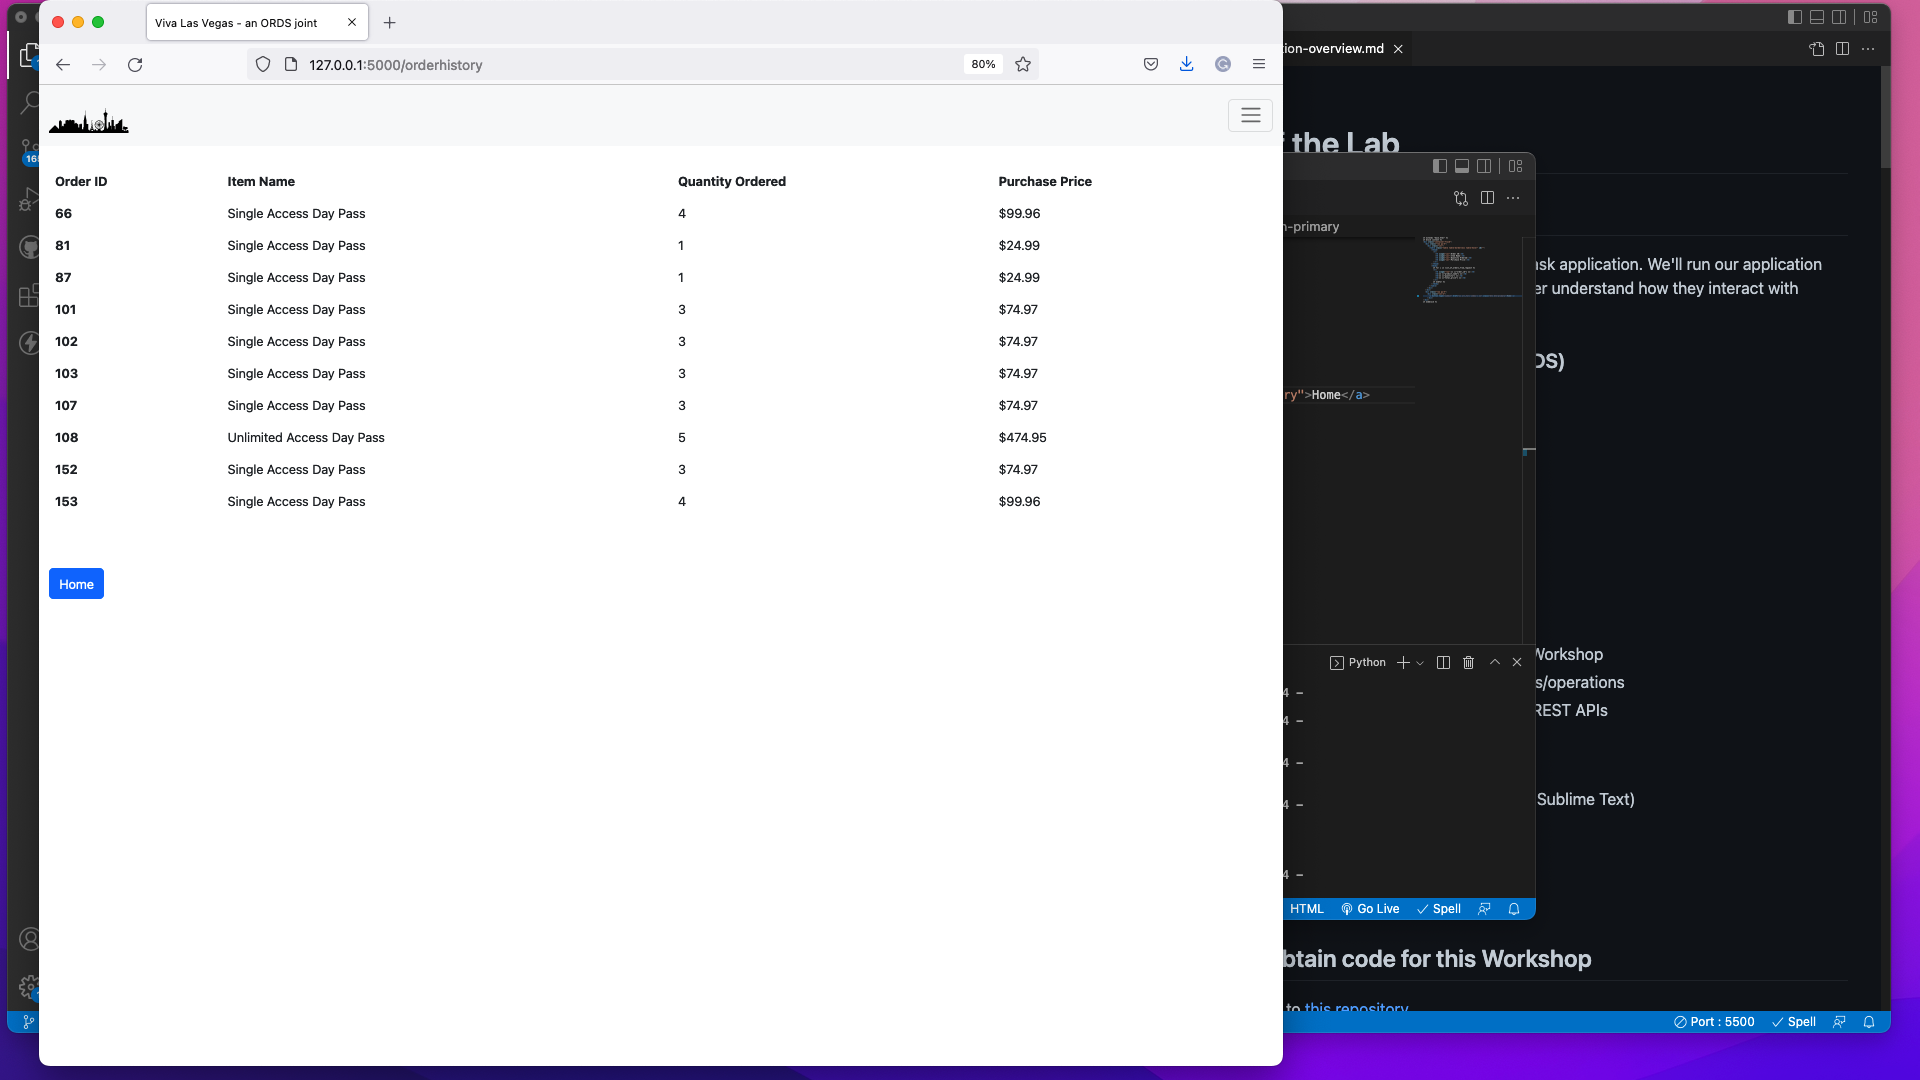 Viva Las Vegas - an ORDS joint
127.0.0.1:5000/orderhistory
80%
Order ID Item Name Quantity Ordered Purchase Price
66 Single Access Day Pass 4 $99.96
81 Single Access Day Pass 1 $24.99
87 Single Access Day Pass 1 $24.99
101 Single Access Day Pass 3 $74.97
102 Single Access Day Pass 3 $74.97
103 Single Access Day Pass 3 $74.97
107 Single Access Day Pass 3 $74.97
108 Unlimited Access Day Pass 5 $474.95
152 Single Access Day Pass 3 $74.97
153 Single Access Day Pass 4 $99.96
Home
ion-overview.md
the Lab
-primary
sk application. We'll run our application
er understand how they interact with
DS)
ry">Home</a>
Python
4 –
4 –
4 –
4 –
4 –
HTML Go Live Spell
Workshop
s/operations
REST APIs
Sublime Text)
btain code for this Workshop
to this repository
Port : 5500 Spell